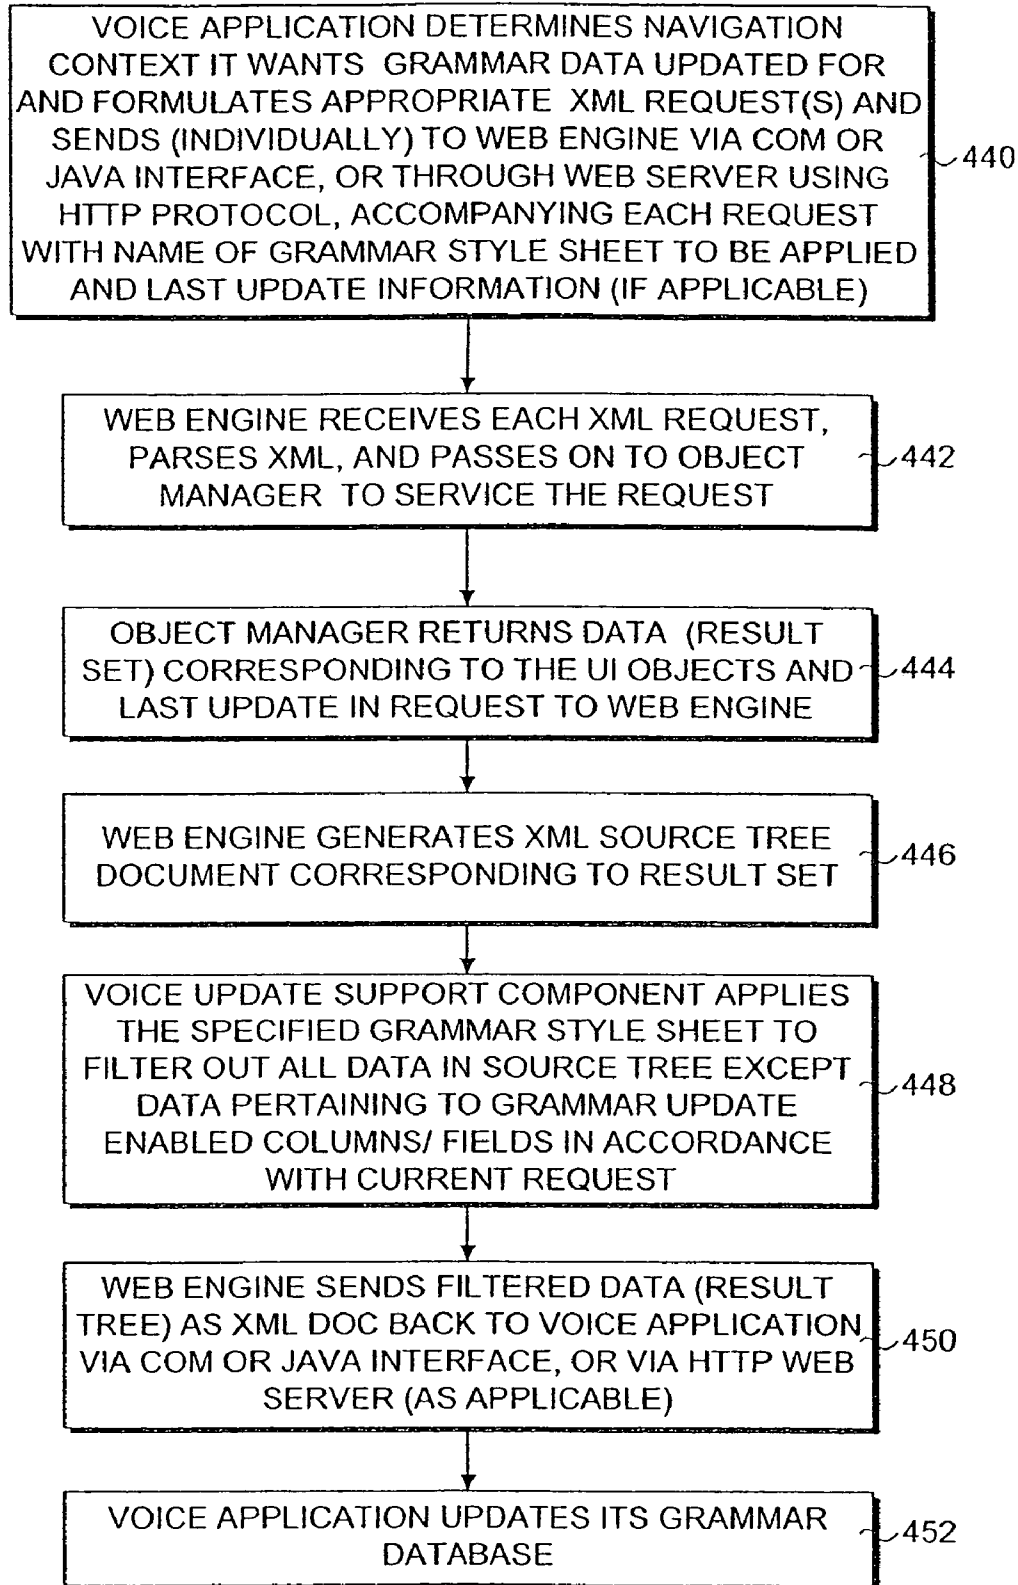 VOICE APPLICATION DETERMINES NAVIGATION
CONTEXT IT WANTS GRAMMAR DATA UPDATED FOR
AND FORMULATES APPROPRIATE XML REQUEST(S) AND
SENDS (INDIVIDUALLY) TO WEB ENGINE VIA COM OR
JAVA INTERFACE, OR THROUGH WEB SERVER USING
HTTP PROTOCOL, ACCOMPANYING EACH REQUEST
WITH NAME OF GRAMMAR STYLE SHEET TO BE APPLIED
AND LAST UPDATE INFORMATION (IF APPLICABLE)
440
WEB ENGINE RECEIVES EACH XML REQUEST,
PARSES XML, AND PASSES ON TO OBJECT
MANAGER TO SERVICE THE REQUEST
442
OBJECT MANAGER RETURNS DATA (RESULT
SET) CORRESPONDING TO THE UI OBJECTS AND
LAST UPDATE IN REQUEST TO WEB ENGINE
444
WEB ENGINE GENERATES XML SOURCE TREE
DOCUMENT CORRESPONDING TO RESULT SET
446
VOICE UPDATE SUPPORT COMPONENT APPLIES
THE SPECIFIED GRAMMAR STYLE SHEET TO
FILTER OUT ALL DATA IN SOURCE TREE EXCEPT
DATA PERTAINING TO GRAMMAR UPDATE
ENABLED COLUMNS/ FIELDS IN ACCORDANCE
WITH CURRENT REQUEST
448
WEB ENGINE SENDS FILTERED DATA (RESULT
TREE) AS XML DOC BACK TO VOICE APPLICATION
VIA COM OR JAVA INTERFACE, OR VIA HTTP WEB
SERVER (AS APPLICABLE)
450
VOICE APPLICATION UPDATES ITS GRAMMAR
DATABASE
452